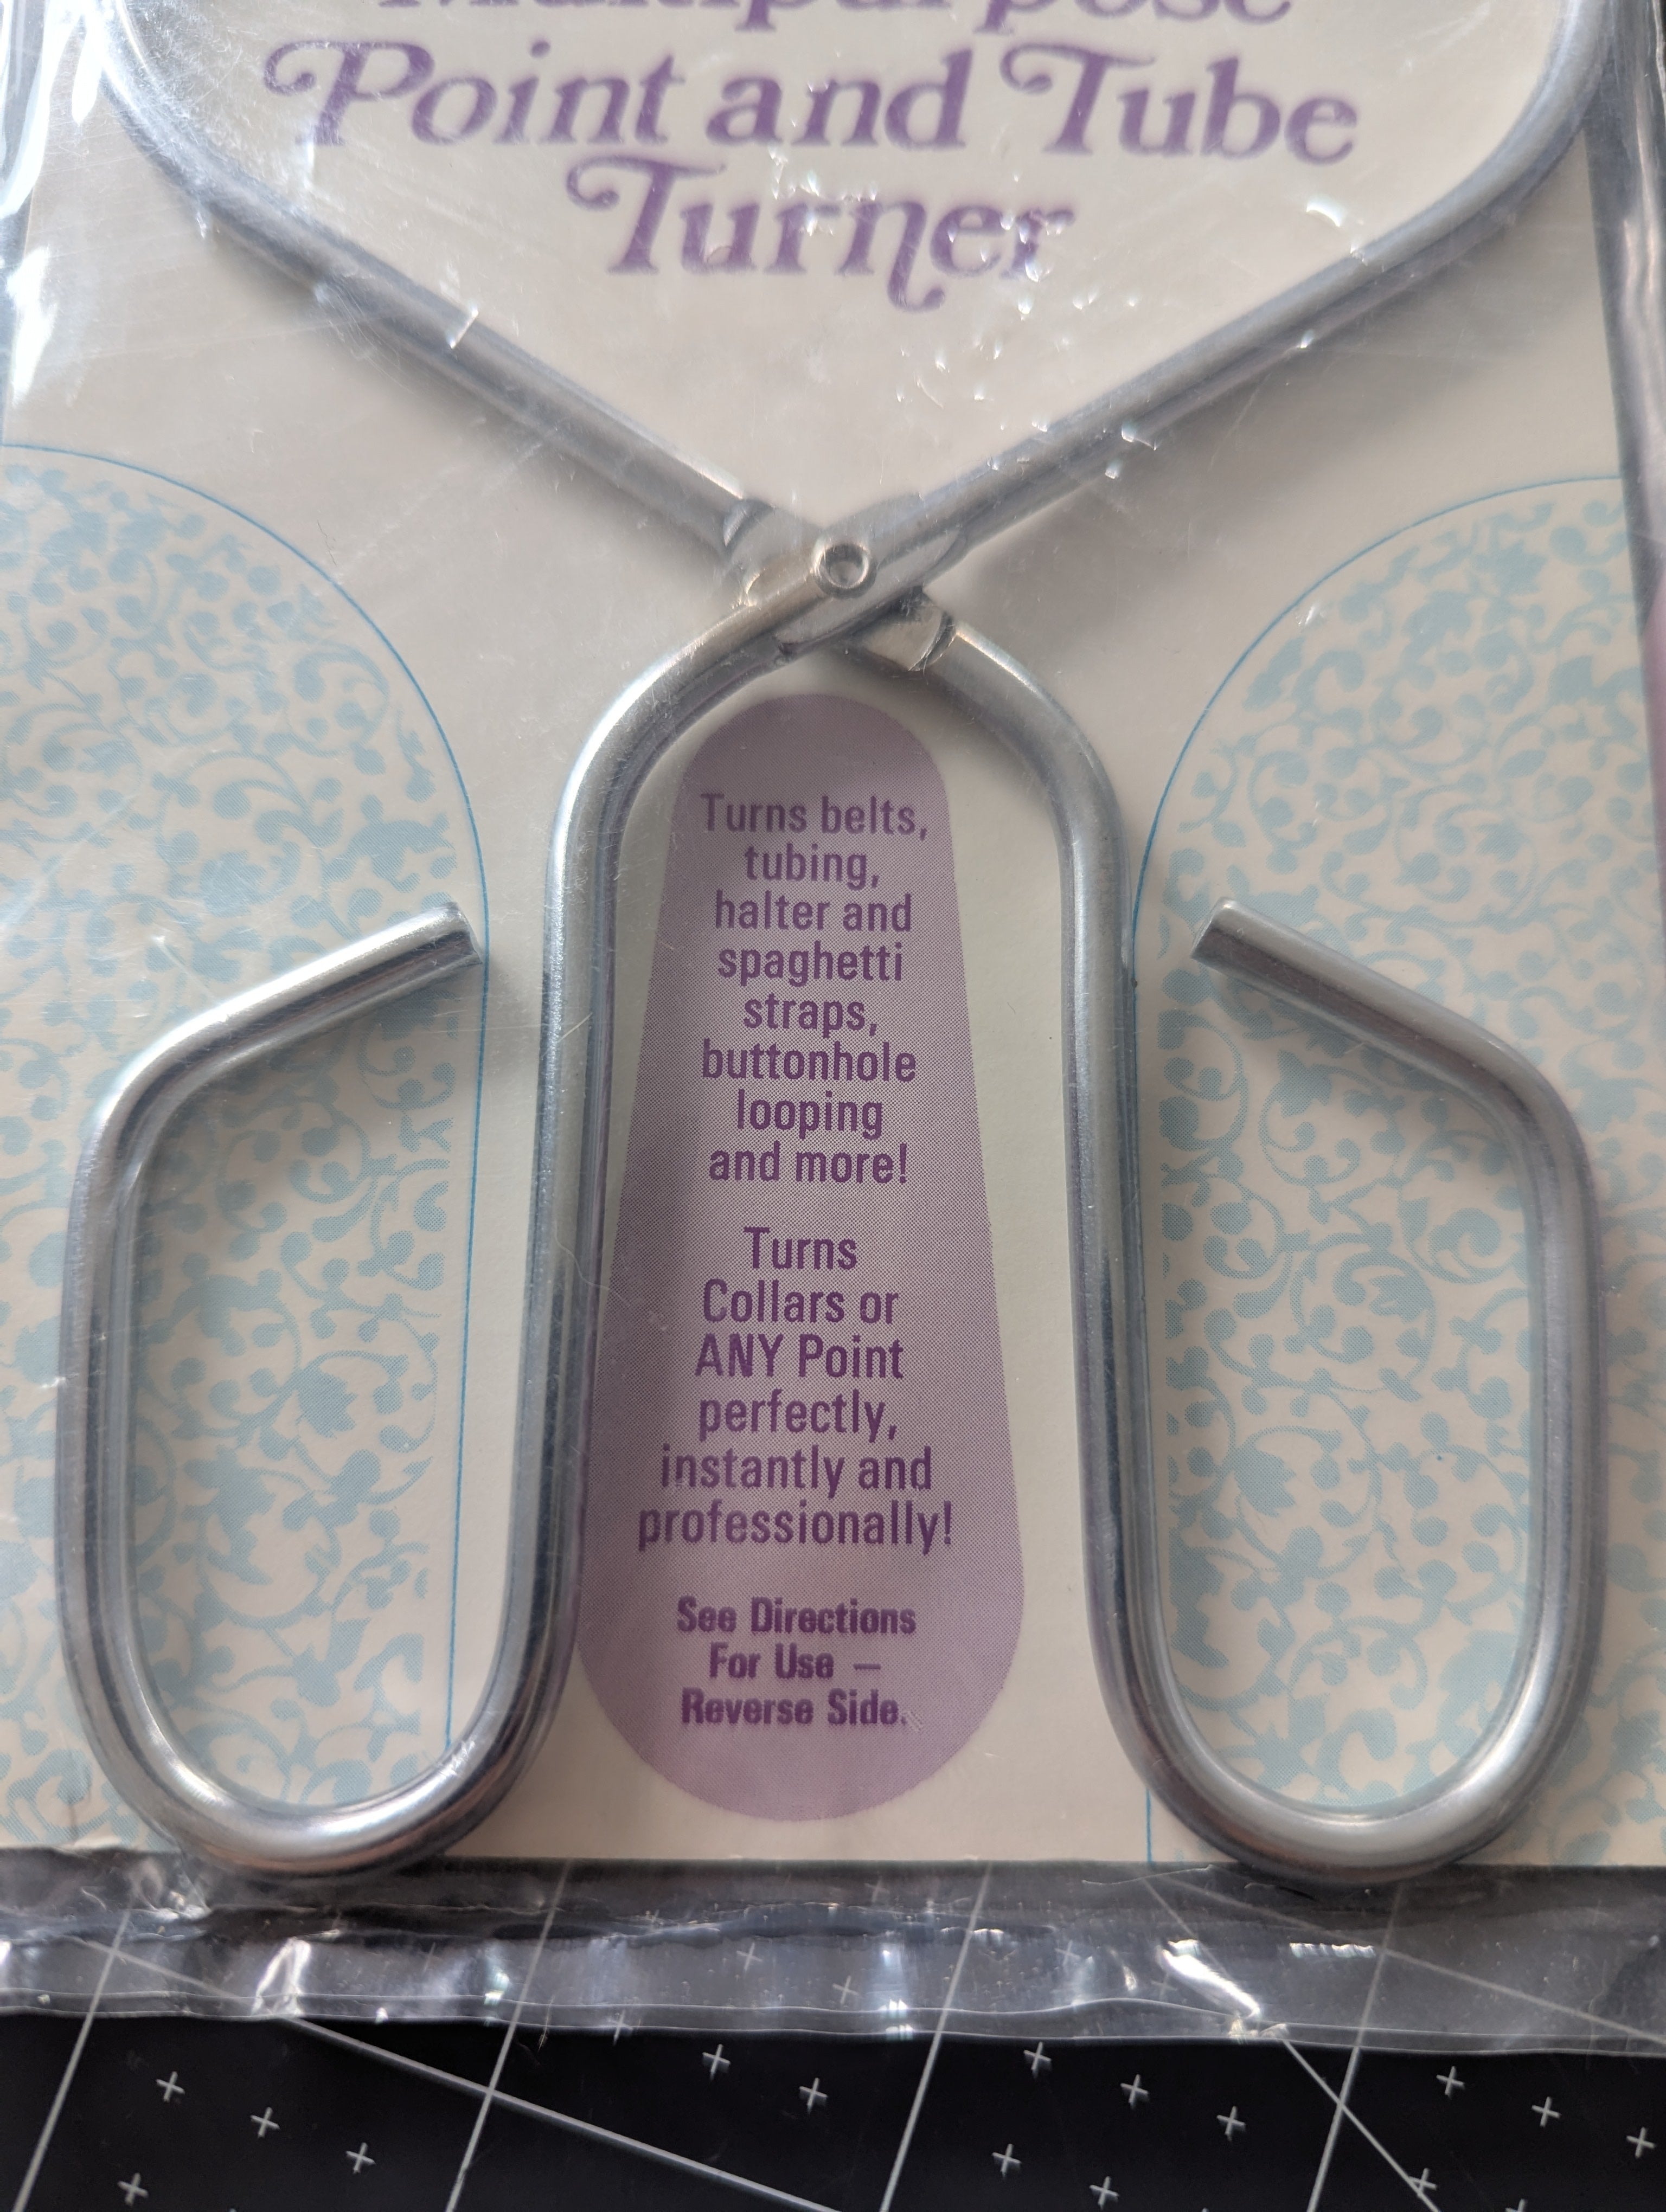 Multipurpose
Point and Tube
Turner
Turns belts,
tubing,
halter and
spaghetti
straps,
buttonhole
looping
and more!
Turns
Collars or
ANY Point
perfectly,
instantly and
professionally!
See Directions
For Use –
Reverse Side.